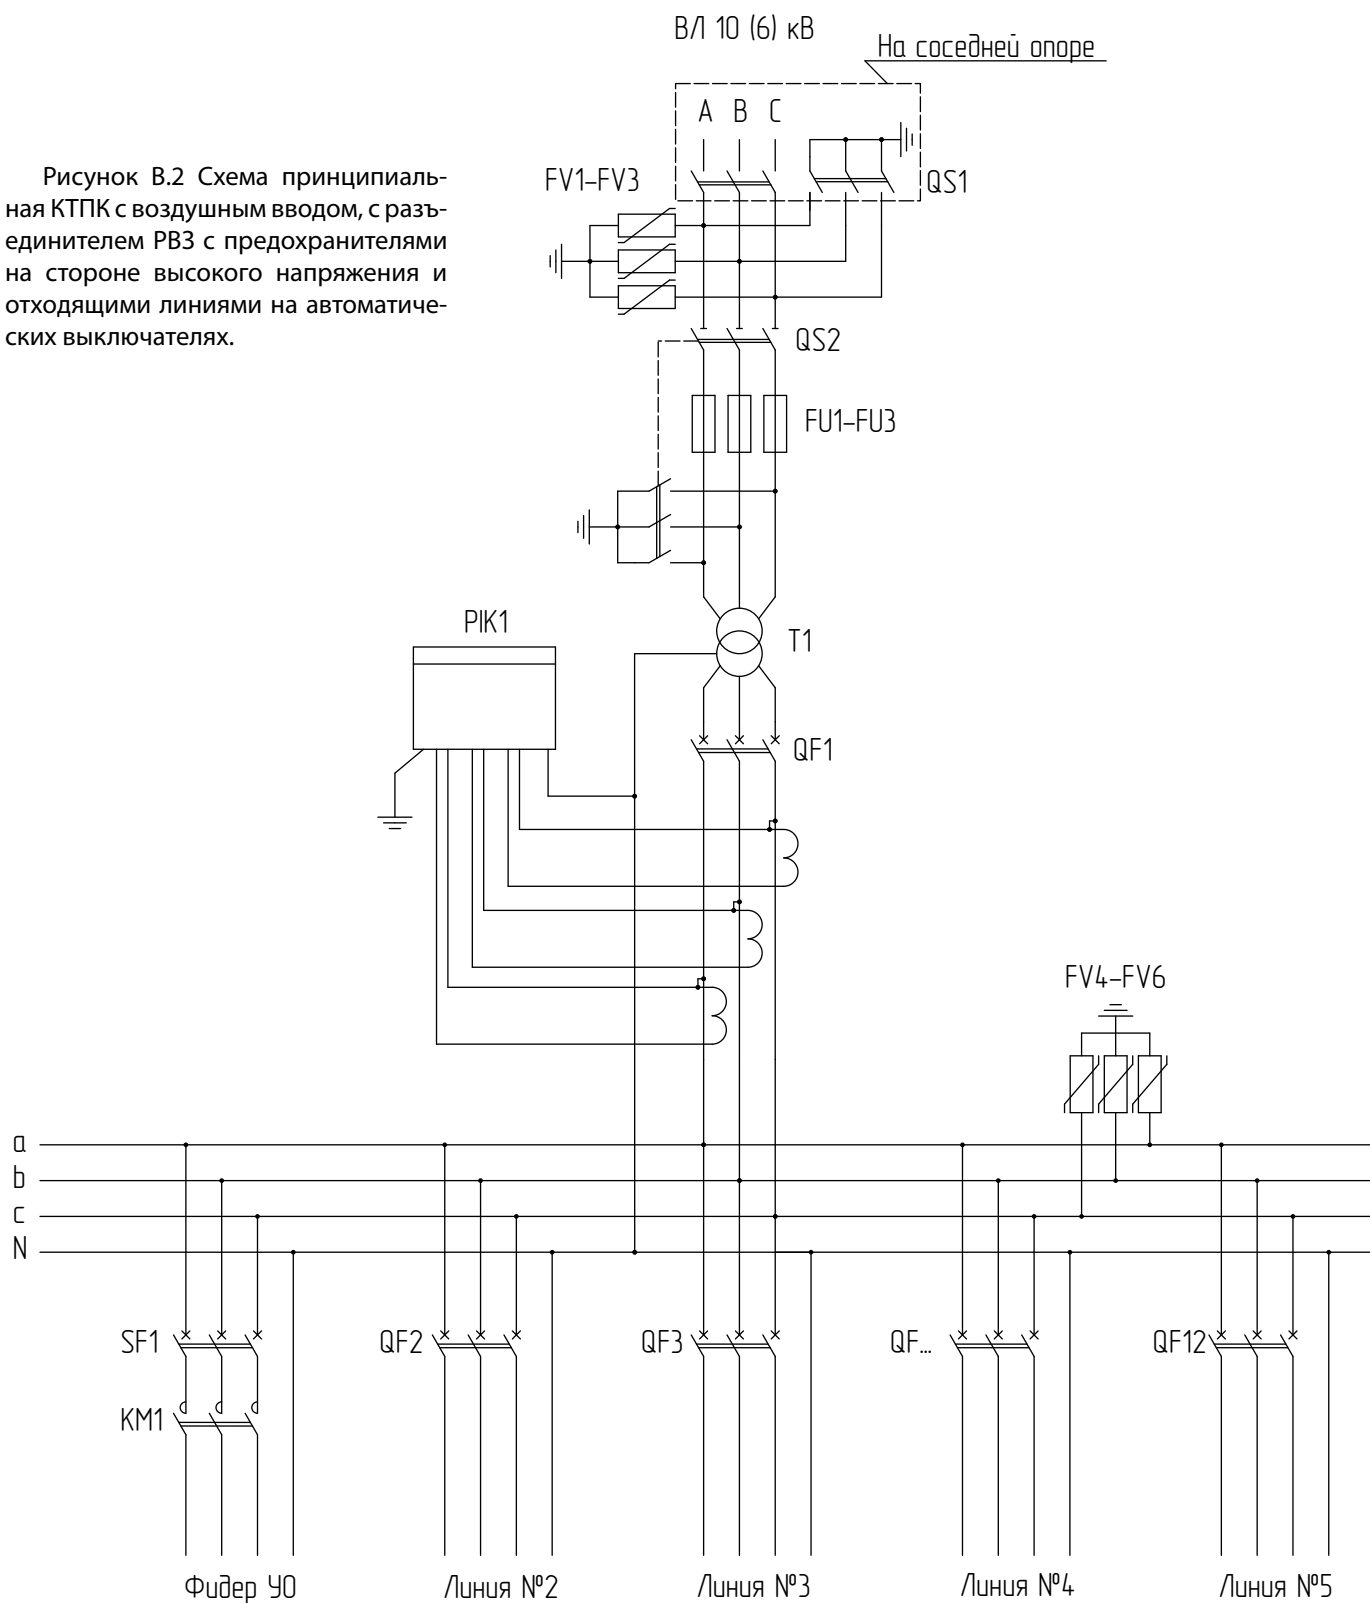 ВЛ 10 (6) кВ
На соседней опоре
A B C
Рисунок В.2 Схема принципиаль-
ная КТПК с воздушным вводом, с разъ-
единителем РВЗ с предохранителями
на стороне высокого напряжения и
отходящими линиями на автоматиче-
ских выключателях.
FV1-FV3
QS1
QS2
FU1-FU3
PIK1
T1
QF1
FV4-FV6
a
b
c
N
SF1
QF2
QF3
QF...
QF12
KM1
Фидер УО
Линия №2
Линия №3
Линия №4
Линия №5